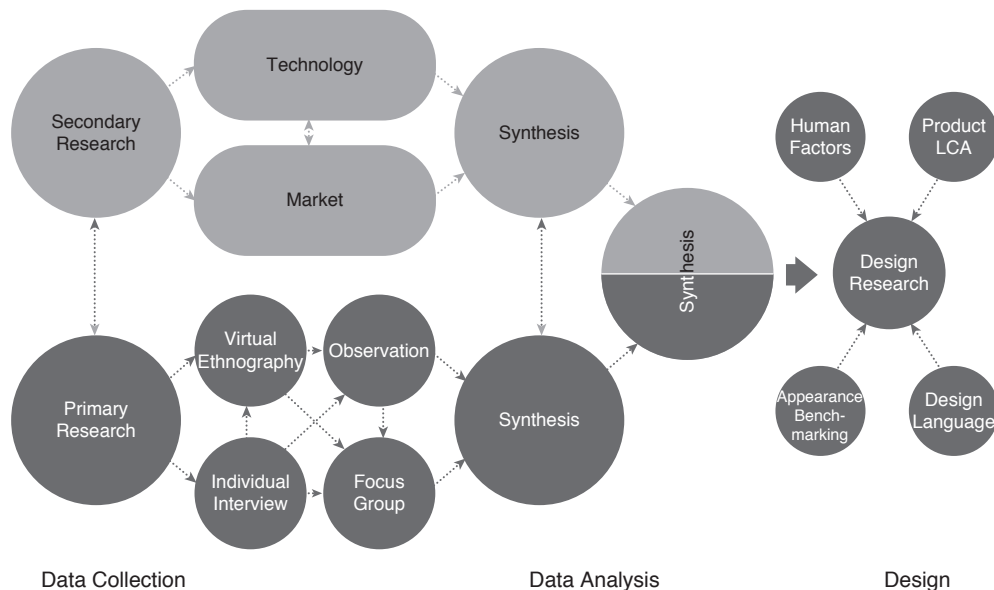 Technology
Secondary
Research
Synthesis
Market
Human
Factors
Product
LCA
Synthesis
Design
Research
Virtual
Ethnography
Observation
Primary
Research
Synthesis
Individual
Interview
Focus
Group
Appearance
Bench-
marking
Design
Language
Data Collection
Data Analysis
Design